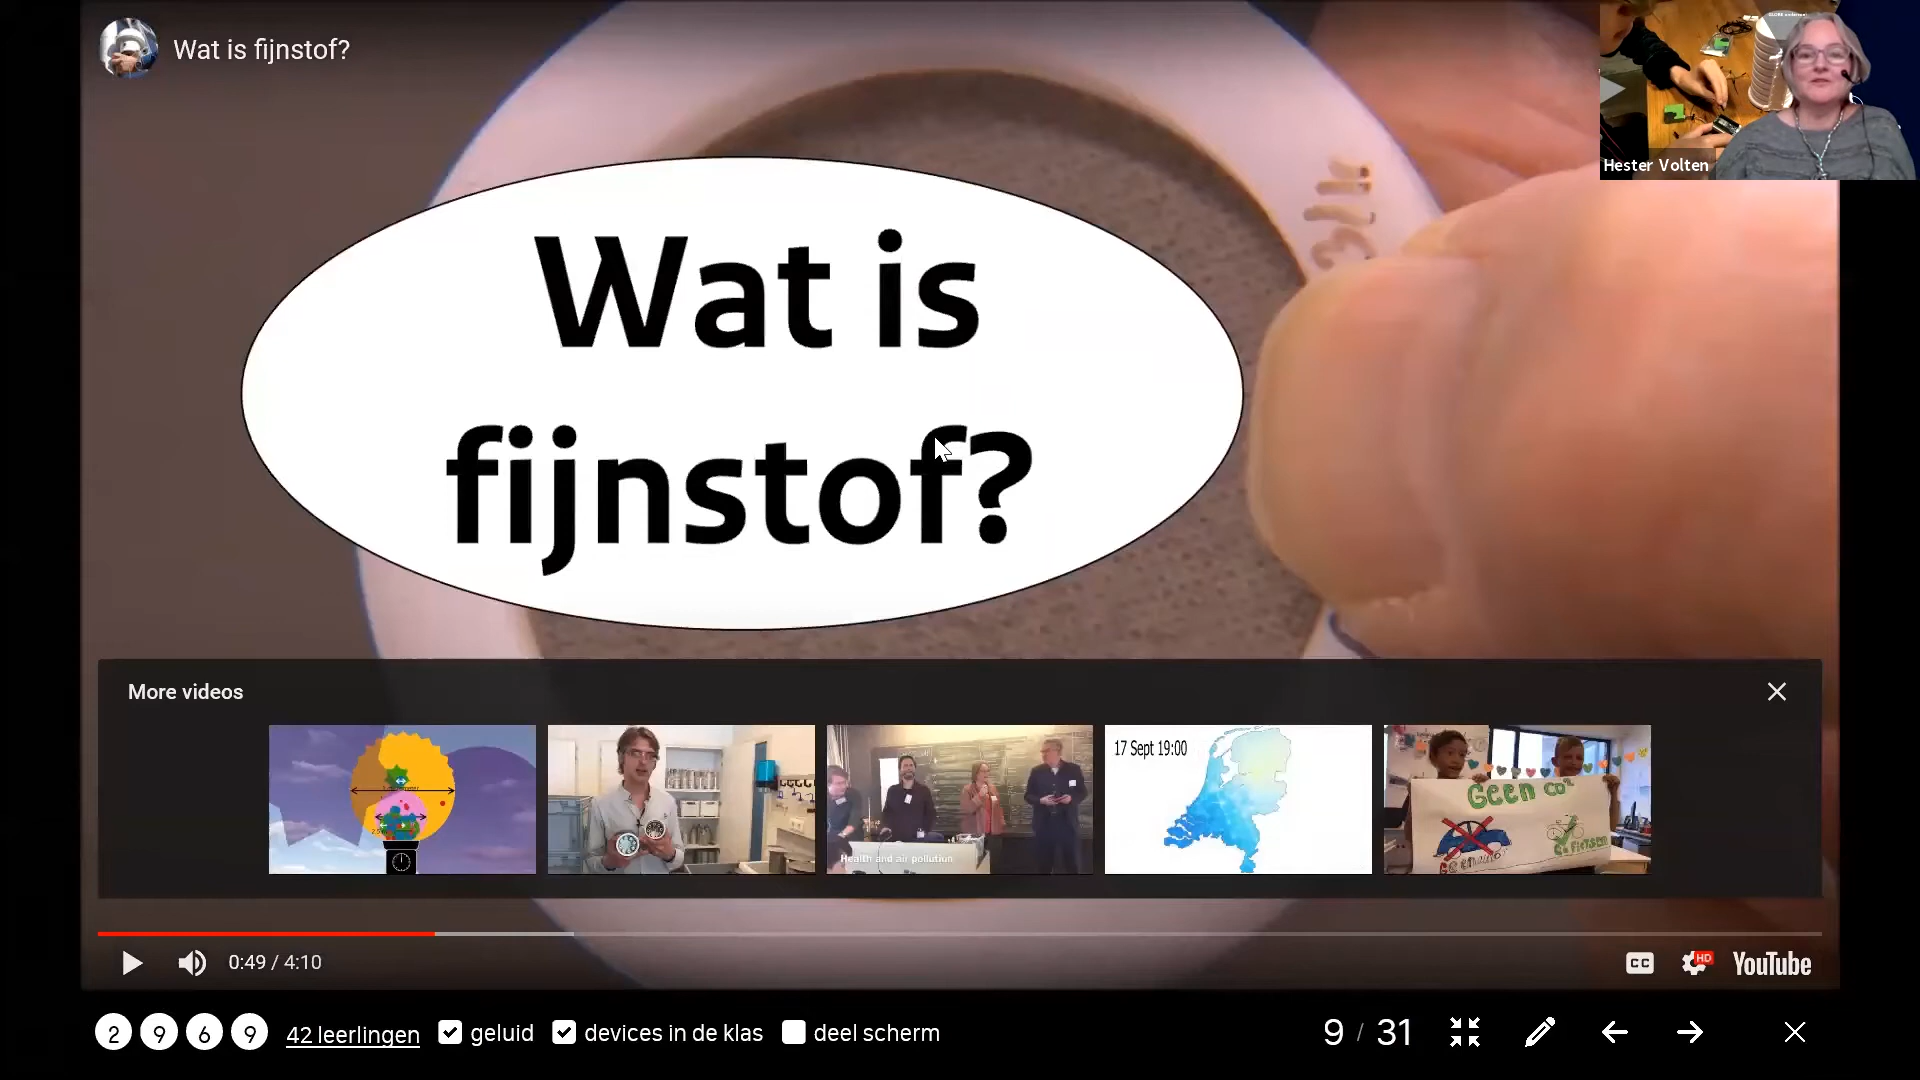 Wat is fijnstof?
Hester Volten
Wat is
fijnstof?
More videos
Health and air pollution
17 Sept 19:00
Geen CO2
0:49 / 4:10
CC
HD
YouTube
2 9 6 9 42 leerlingen geluid devices in de klas deel scherm
9 / 31